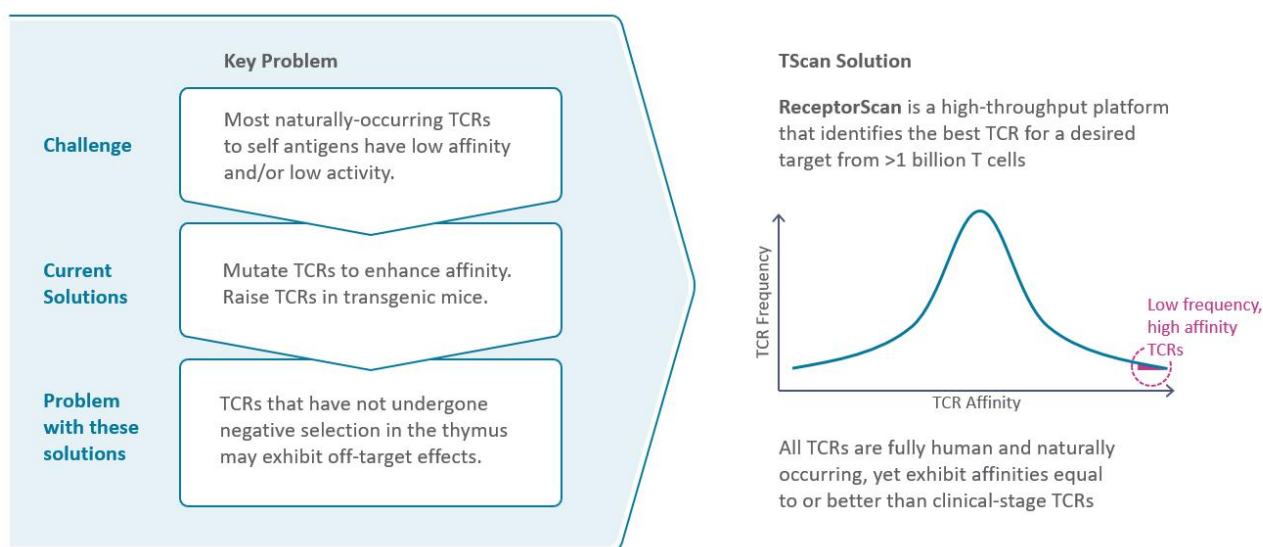 Key Problem
Challenge
Most naturally-occurring TCRs
to self antigens have low affinity
and/or low activity.
Current
Solutions
Mutate TCRs to enhance affinity.
Raise TCRs in transgenic mice.
Problem
with these
solutions
TCRs that have not undergone
negative selection in the thymus
may exhibit off-target effects.
TScan Solution
ReceptorScan is a high-throughput platform
that identifies the best TCR for a desired
target from >1 billion T cells
TCR Frequency
Low frequency,
high affinity
TCRs
TCR Affinity
All TCRs are fully human and naturally
occurring, yet exhibit affinities equal
to or better than clinical-stage TCRs